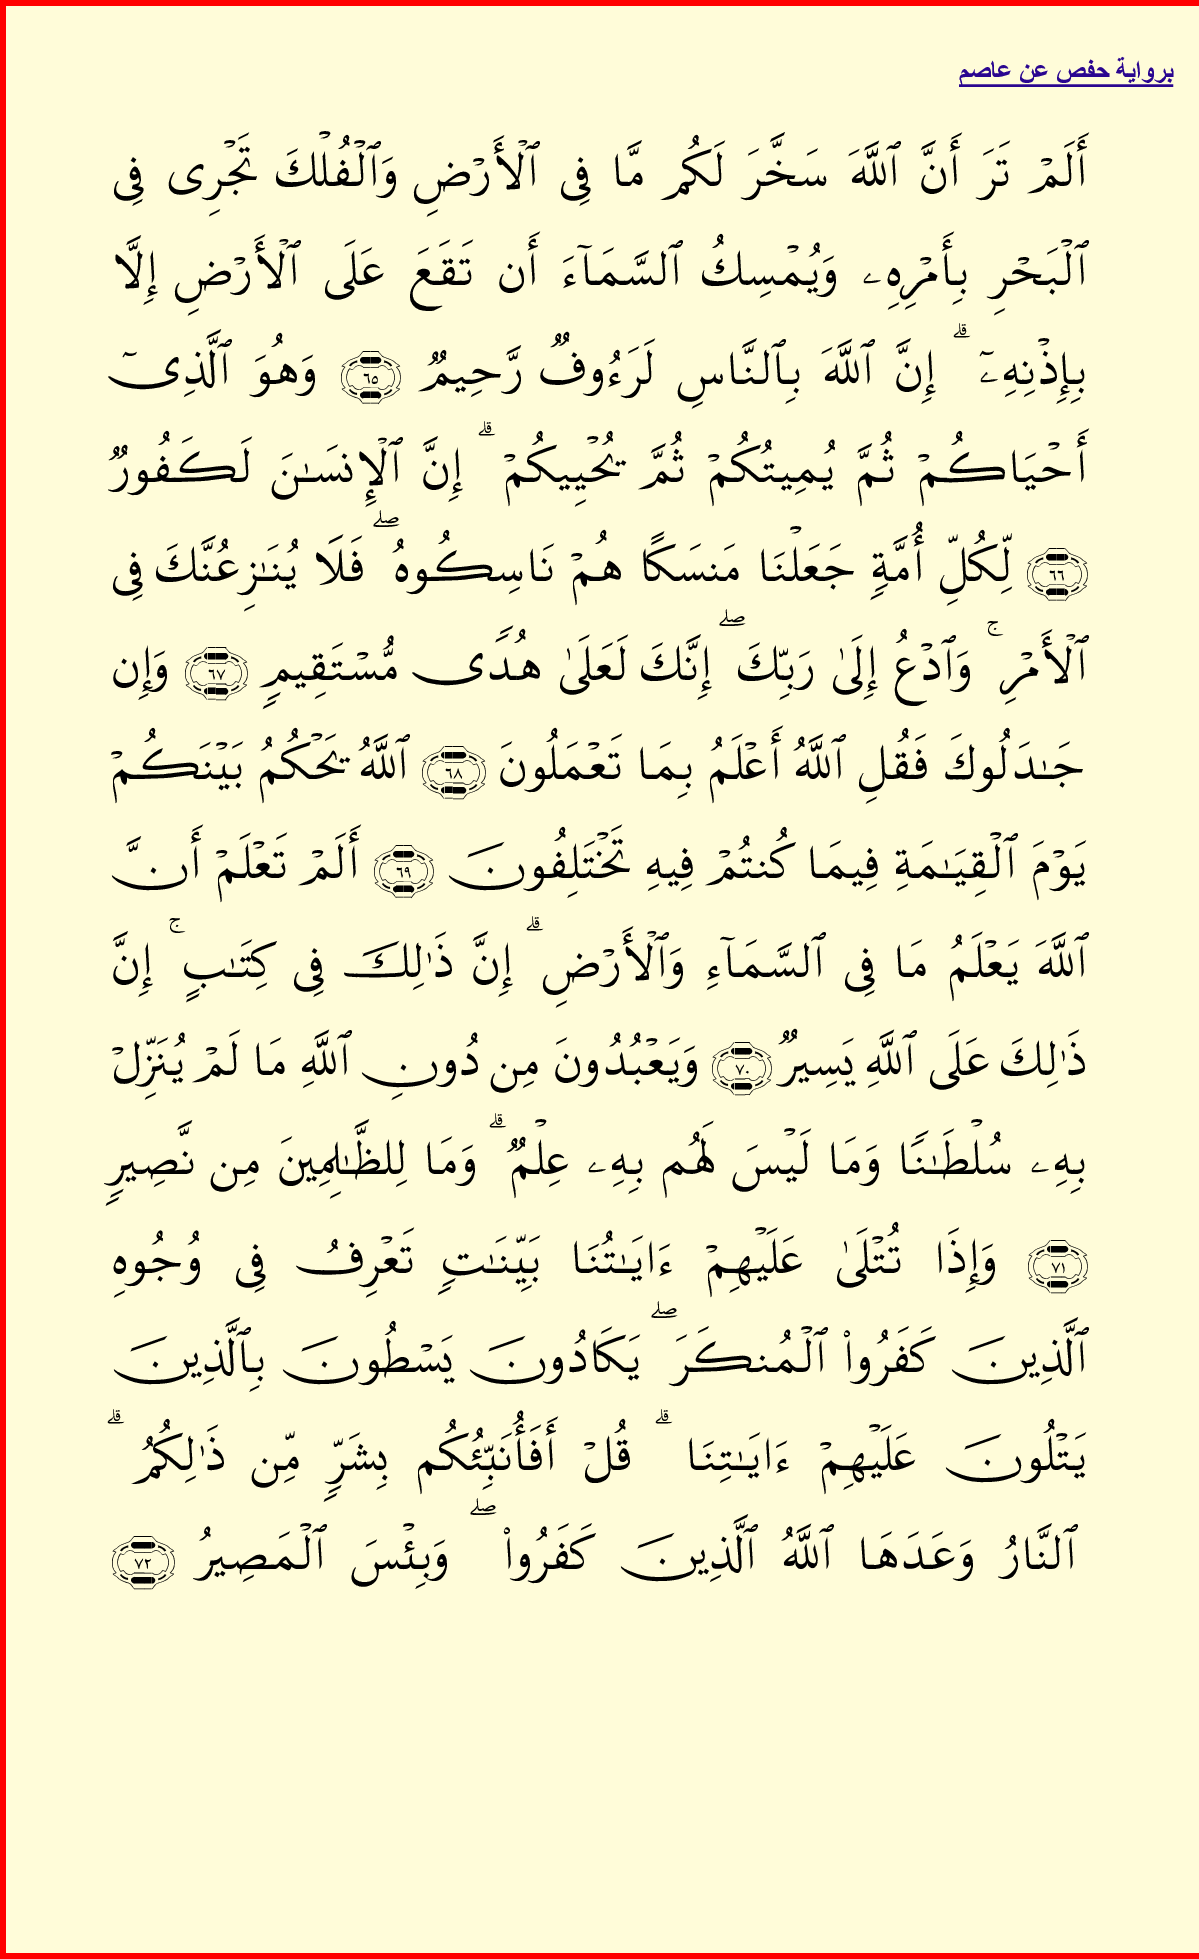 برواية حفص عن عاصم
أَلَمْ تَرَ أَنَّ ٱللَّهَ سَخَّرَ لَكُم مَّا فِى ٱلْأَرْضِ وَٱلْفُلْكَ تَجْرِى فِى
ٱلْبَحْرِ بِأَمْرِهِۦ وَيُمْسِكُ ٱلسَّمَآءَ أَن تَقَعَ عَلَى ٱلْأَرْضِ إِلَّا
بِإِذْنِهِۦٓ ۗ إِنَّ ٱللَّهَ بِٱلنَّاسِ لَرَءُوفٌ رَّحِيمٌ ٦٥ وَهُوَ ٱلَّذِىٓ
أَحْيَاكُمْ ثُمَّ يُمِيتُكُمْ ثُمَّ يُحْيِيكُمْ ۗ إِنَّ ٱلْإِنسَـٰنَ لَكَفُورٌ
٦٦ لِّكُلِّ أُمَّةٍ جَعَلْنَا مَنسَكًا هُمْ نَاسِكُوهُ ۖ فَلَا يُنَـٰزِعُنَّكَ فِى
ٱلْأَمْرِ ۚ وَٱدْعُ إِلَىٰ رَبِّكَ ۖ إِنَّكَ لَعَلَىٰ هُدًى مُّسْتَقِيمٍ ٦٧ وَإِن
جَـٰدَلُوكَ فَقُلِ ٱللَّهُ أَعْلَمُ بِمَا تَعْمَلُونَ ٦٨ ٱللَّهُ يَحْكُمُ بَيْنَكُمْ
يَوْمَ ٱلْقِيَـٰمَةِ فِيمَا كُنتُمْ فِيهِ تَخْتَلِفُونَ ٦٩ أَلَمْ تَعْلَمْ أَنَّ
ٱللَّهَ يَعْلَمُ مَا فِى ٱلسَّمَآءِ وَٱلْأَرْضِ ۗ إِنَّ ذَٰلِكَ فِى كِتَـٰبٍ ۚ إِنَّ
ذَٰلِكَ عَلَى ٱللَّهِ يَسِيرٌ ٧٠ وَيَعْبُدُونَ مِن دُونِ ٱللَّهِ مَا لَمْ يُنَزِّلْ
بِهِۦ سُلْطَـٰنًا وَمَا لَيْسَ لَهُم بِهِۦ عِلْمٌ ۗ وَمَا لِلظَّـٰلِمِينَ مِن نَّصِيرٍ
٧١ وَإِذَا تُتْلَىٰ عَلَيْهِمْ ءَايَـٰتُنَا بَيِّنَـٰتٍ تَعْرِفُ فِى وُجُوهِ
ٱلَّذِينَ كَفَرُوا۟ ٱلْمُنكَرَ ۖ يَكَادُونَ يَسْطُونَ بِٱلَّذِينَ
يَتْلُونَ عَلَيْهِمْ ءَايَـٰتِنَا ۗ قُلْ أَفَأُنَبِّئُكُم بِشَرٍّ مِّن ذَٰلِكُمُ ۗ
ٱلنَّارُ وَعَدَهَا ٱللَّهُ ٱلَّذِينَ كَفَرُوا۟ ۖ وَبِئْسَ ٱلْمَصِيرُ ٧٢